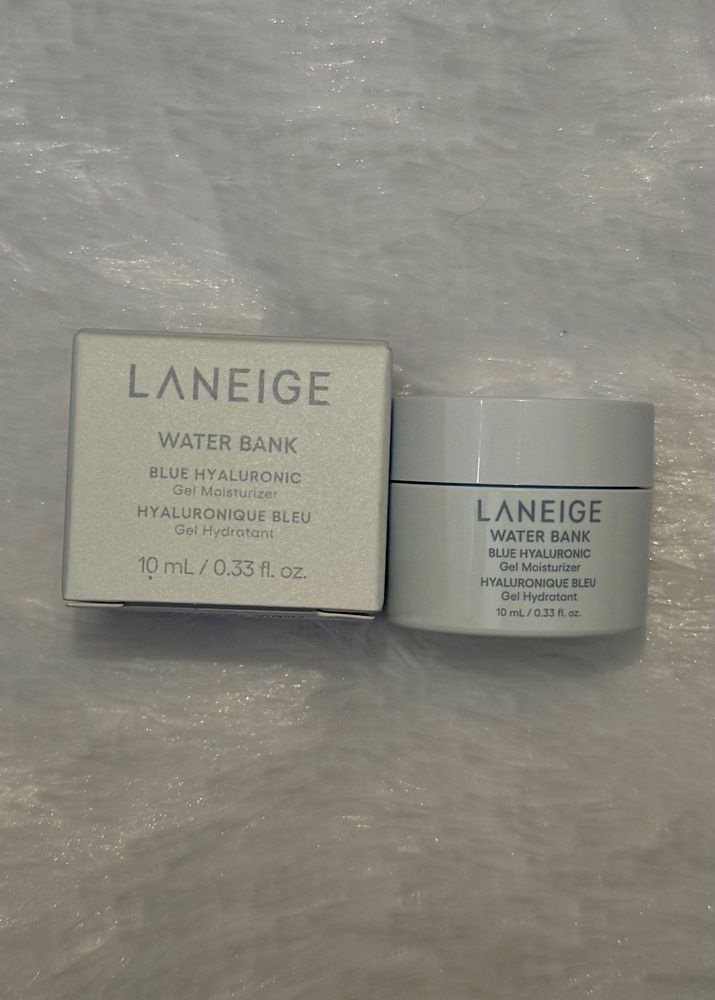 LANEIGE
WATER BANK
BLUE HYALURONIC
Gel Moisturizer
HYALURONIQUE BLEU
Gel Hydratant
10 mL / 0.33 fl. oz.
LANEIGE
WATER BANK
BLUE HYALURONIC
Gel Moisturizer
HYALURONIQUE BLEU
Gel Hydratant
10 mL / 0.33 fl. oz.